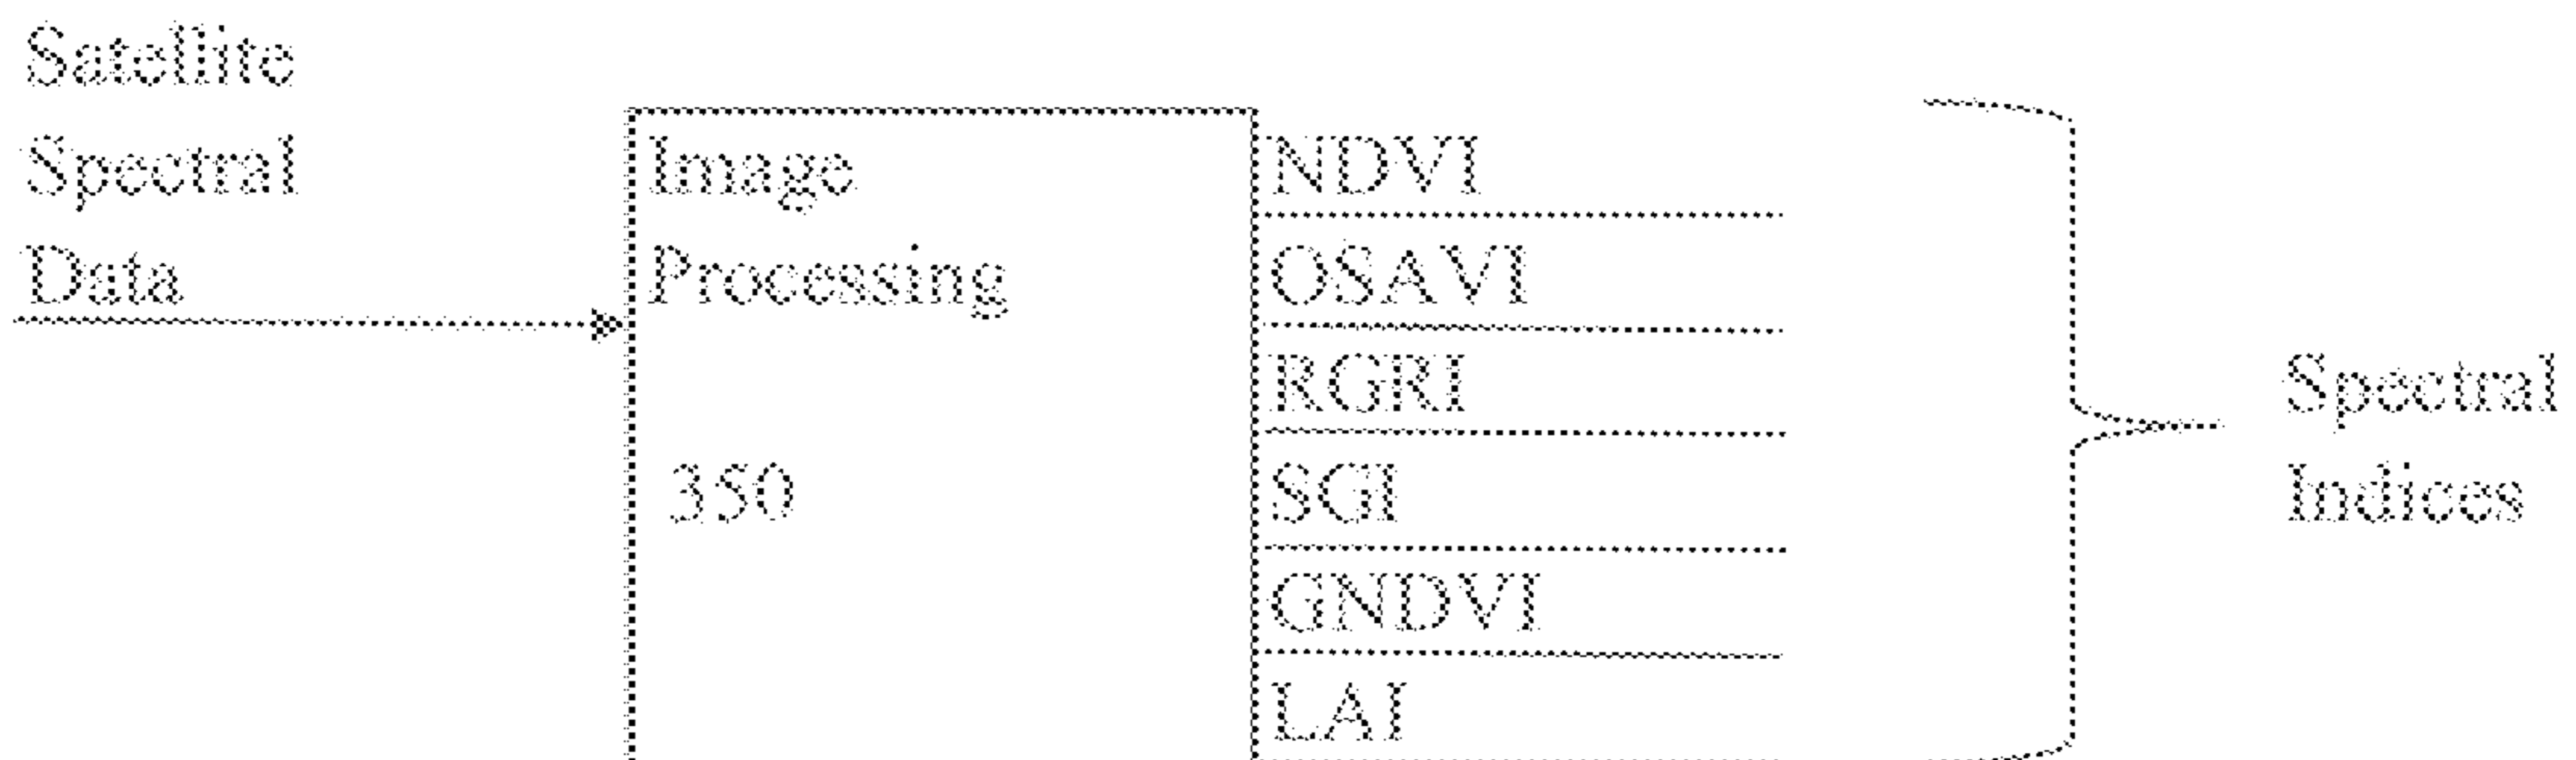 Satellite
Spectral
Data
Image
Processing
350
NDVI
OSAVI
RGRI
SGI
GNDVI
LAI
Spectral
Indices